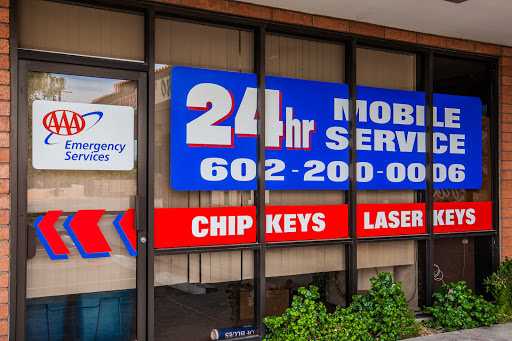 AAA
Emergency
Services
24hr MOBILE
SERVICE
602-200-0006
CHIP KEYS LASER KEYS